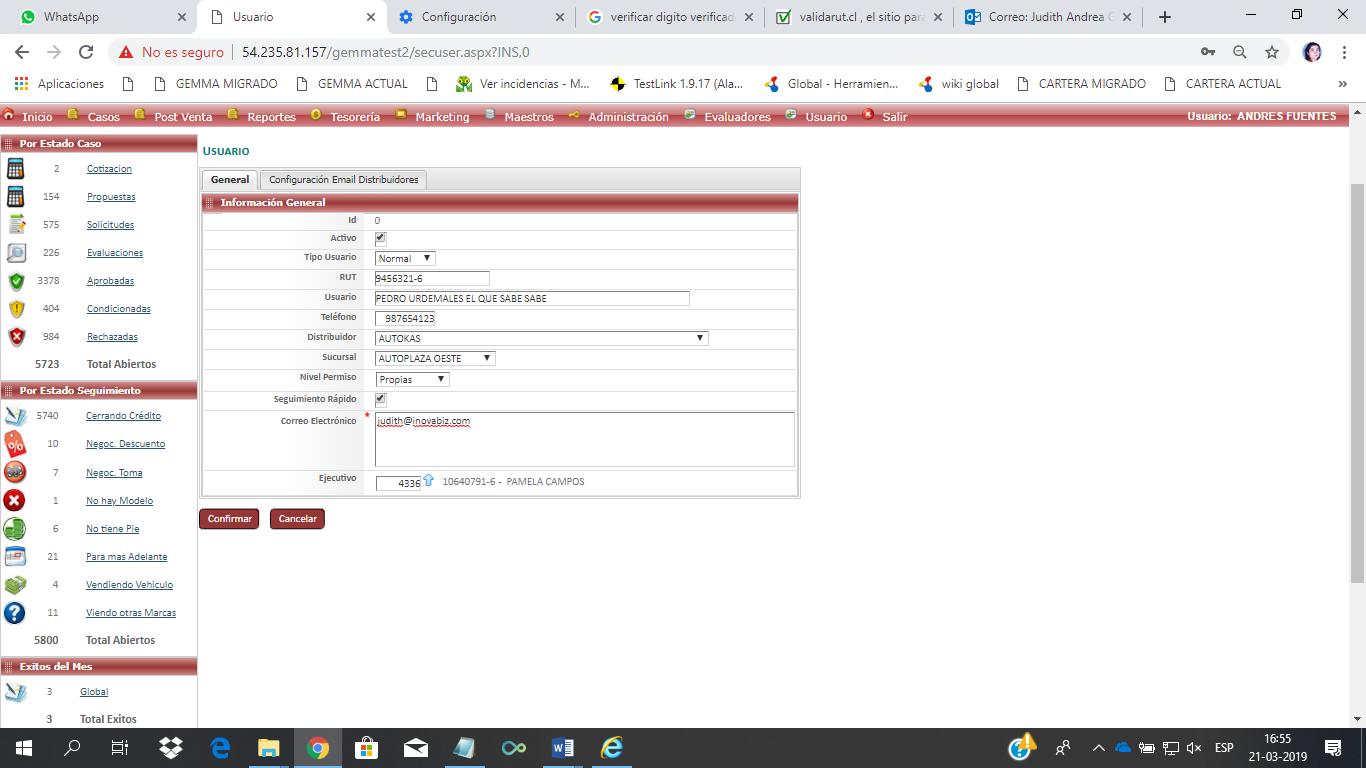 WhatsApp
Usuario
Configuración
verificar digito verificad
validarut.cl , el sitio para
Correo: Judith Andrea G
No es seguro | 54.235.81.157/gemmatest2/secuser.aspx?INS,0
Aplicaciones
GEMMA MIGRADO
GEMMA ACTUAL
Ver incidencias - M...
TestLink 1.9.17 (Ala...
Global - Herramien...
wiki global
CARTERA MIGRADO
CARTERA ACTUAL
»
Inicio Casos Post Venta Reportes Tesorería Marketing Maestros Administración Evaluadores Usuario Salir Usuario: ANDRES FUENTES
Por Estado Caso
2 Cotizacion
154 Propuestas
575 Solicitudes
226 Evaluaciones
3378 Aprobadas
404 Condicionadas
984 Rechazadas
5723 Total Abiertos
Por Estado Seguimiento
5740 Cerrando Crédito
10 Negoc. Descuento
7 Negoc. Toma
1 No hay Modelo
6 No tiene Pie
21 Para mas Adelante
4 Vendiendo Vehiculo
11 Viendo otras Marcas
5800 Total Abiertos
Exitos del Mes
3 Global
3 Total Exitos
USUARIO
General Configuración Email Distribuidores
Información General
Id 0
Activo
Tipo Usuario Normal
RUT 9456321-6
Usuario PEDRO URDEMALES EL QUE SABE SABE
Teléfono 987654123
Distribuidor AUTOKAS
Sucursal AUTOPLAZA OESTE
Nivel Permiso Propias
Seguimiento Rápido
Correo Electrónico * judith@inovabiz.com
Ejecutivo 4336 10640791-6 - PAMELA CAMPOS
Confirmar Cancelar
ESP
16:55
21-03-2019